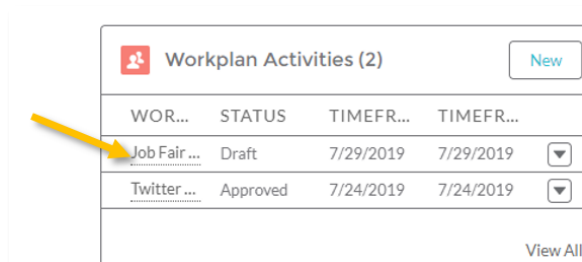 Workplan Activities (2) New
WOR... STATUS TIMEFR... TIMEFR...
Job Fair ... Draft 7/29/2019 7/29/2019
Twitter ... Approved 7/24/2019 7/24/2019
View All